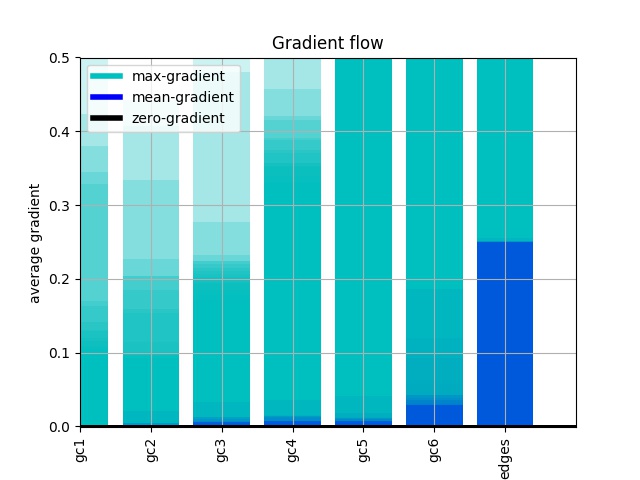 Gradient flow
0.5
0.4
0.3
0.2
0.1
0.0
average gradient
max-gradient
mean-gradient
zero-gradient
gc1
gc2
gc3
gc4
gc5
gc6
edges